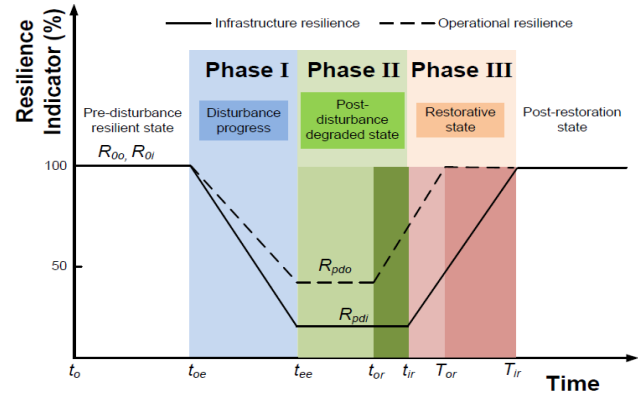 Infrastructure resilience
Operational resilience
Resilience
Indicator (%)
Phase I
Phase II
Phase III
Pre-disturbance
resilient state
Disturbance
progress
Post-
disturbance
degraded state
Restorative
state
Post-restoration
state
R0o, R0i
100
50
Rpdo
Rpdi
to
toe
tee
tor
tir
Tor
Tir
Time